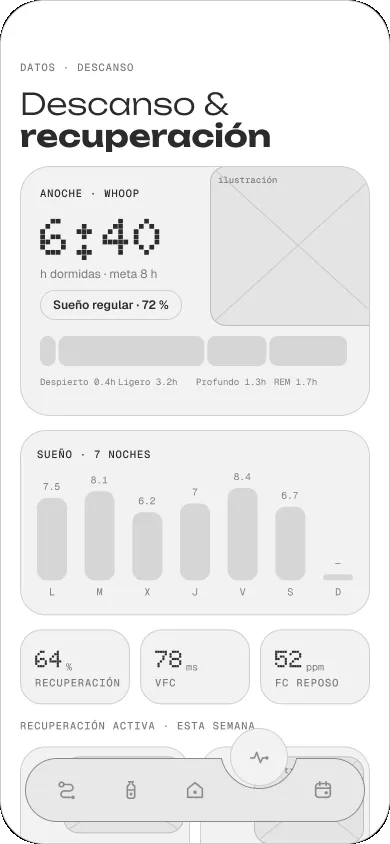 DATOS · DESCANSO
Descanso &
recuperación
ANOCHE · WHOOP
ilustración
6:40
h dormidas · meta 8 h
Sueño regular · 72 %
Despierto 0.4h Ligero 3.2h Profundo 1.3h REM 1.7h
SUEÑO · 7 NOCHES
7.5 8.1 6.2 7 8.4 6.7 —
L M X J V S D
64 % 78 ms 52 ppm
RECUPERACIÓN VFC FC REPOSO
RECUPERACIÓN ACTIVA · ESTA SEMANA